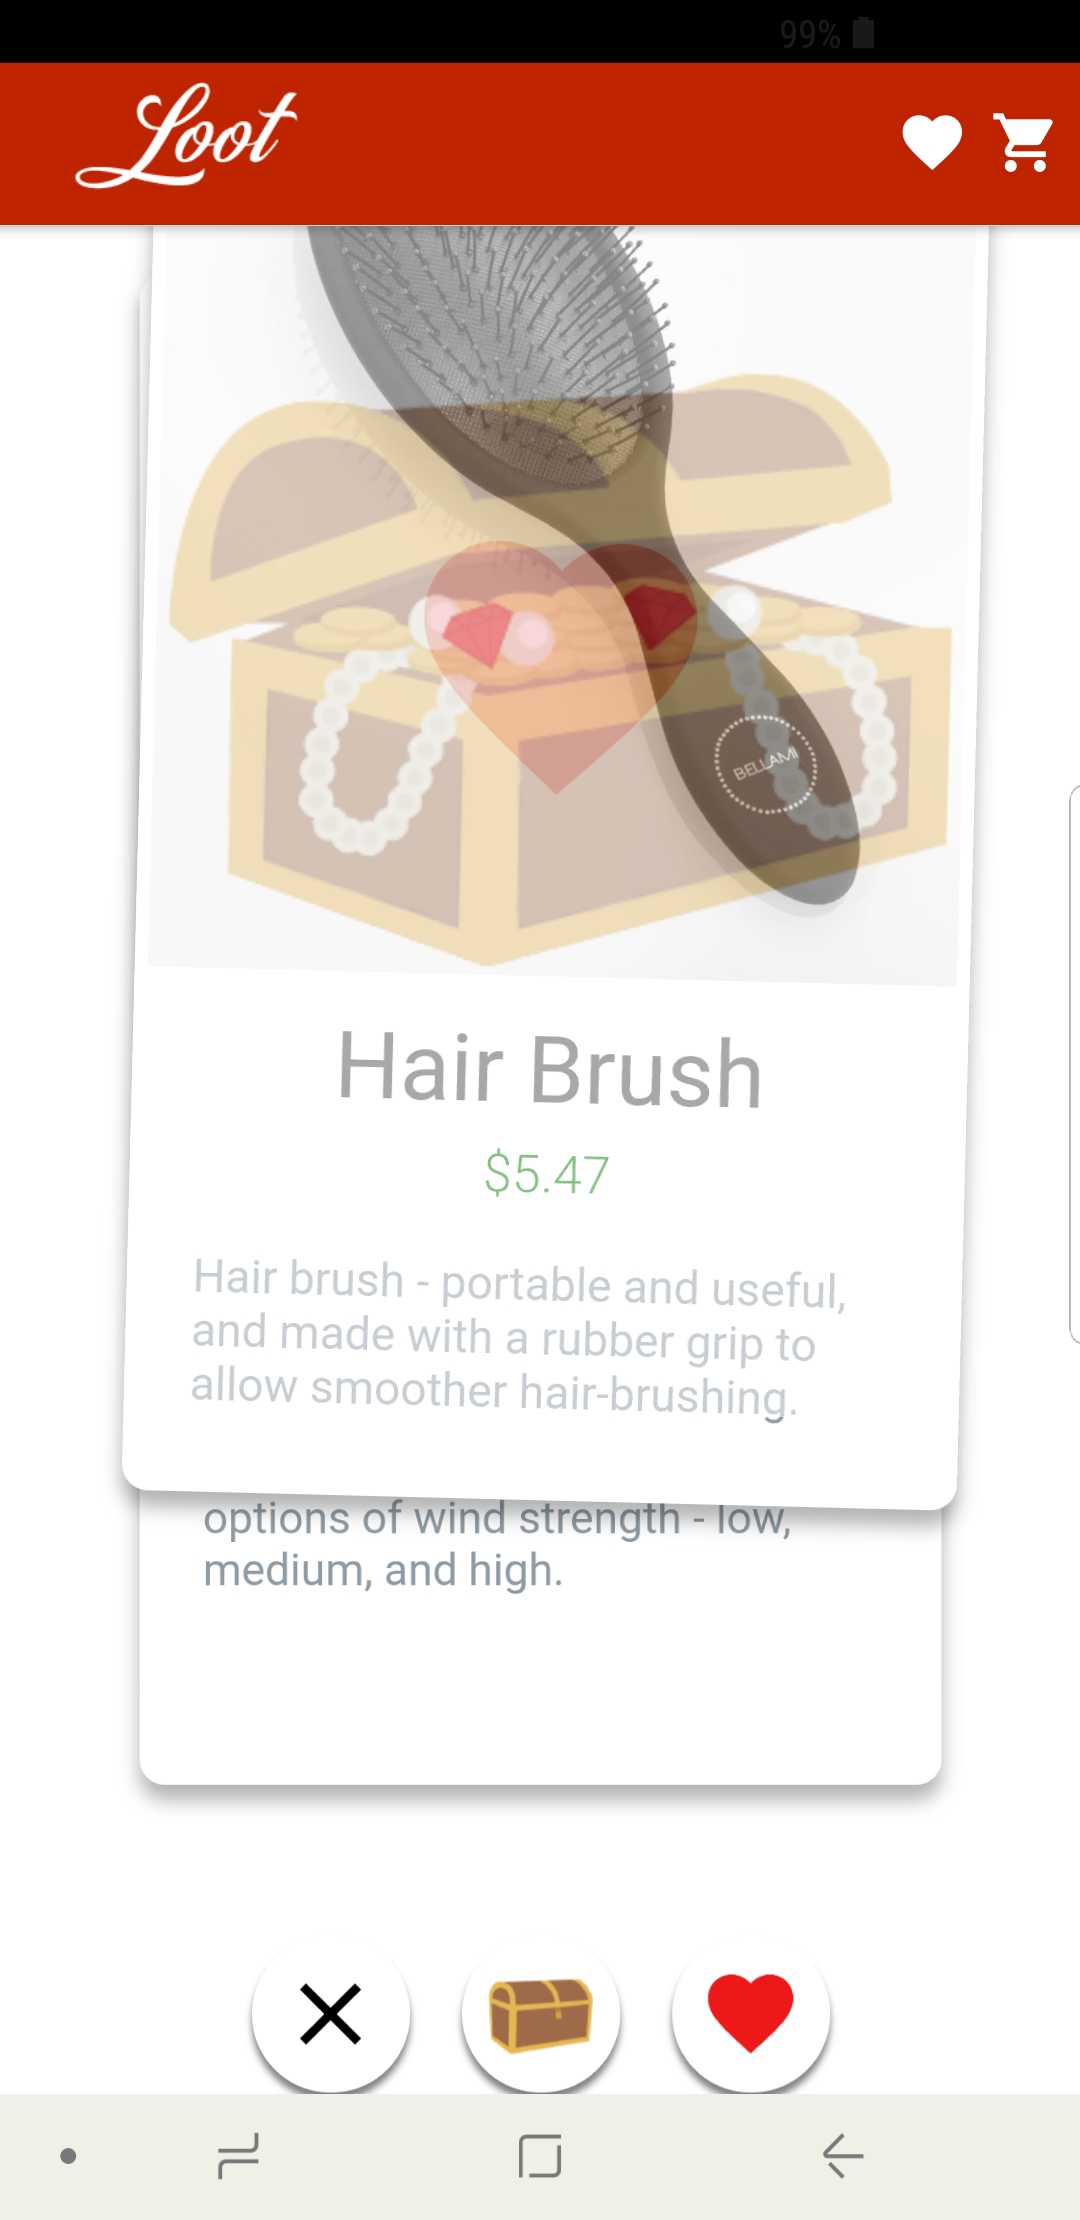 99%
Loot
BELLAMI
Hair Brush
$5.47
Hair brush - portable and useful,
and made with a rubber grip to
allow smoother hair-brushing.
options of wind strength - low,
medium, and high.